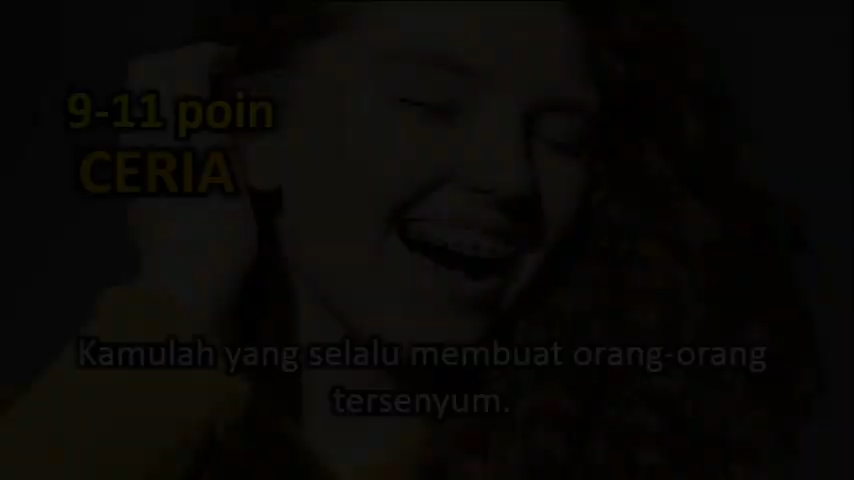 9-11 poin
CERIA
Kamulah yang selalu membuat orang-orang
tersenyum.